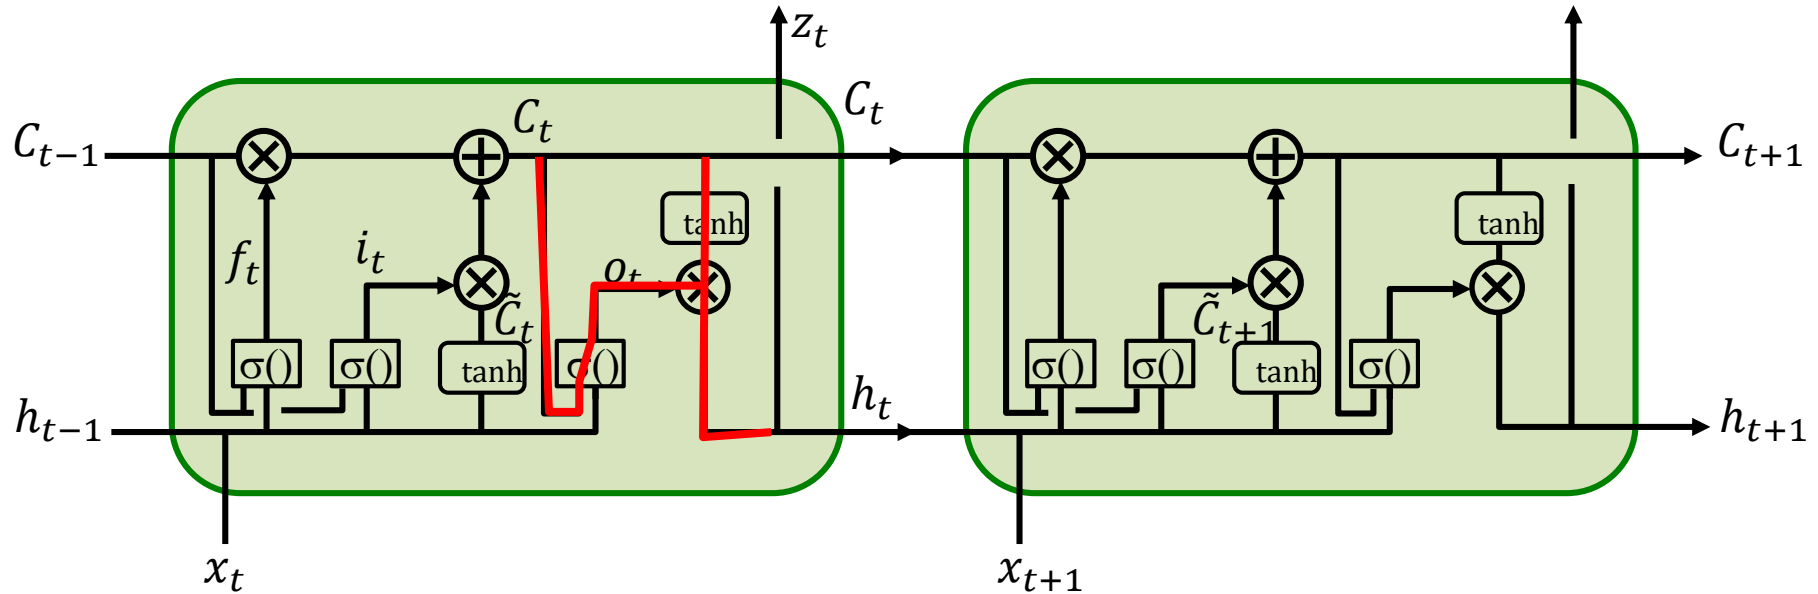 z_t
C_{t-1} C_t C_t C_{t+1}
tanh tanh
f_t i_t o_t
C̃_t C̃_{t+1}
σ() σ() tanh σ() σ() σ() tanh σ()
h_{t-1} h_t h_{t+1}
x_t x_{t+1}